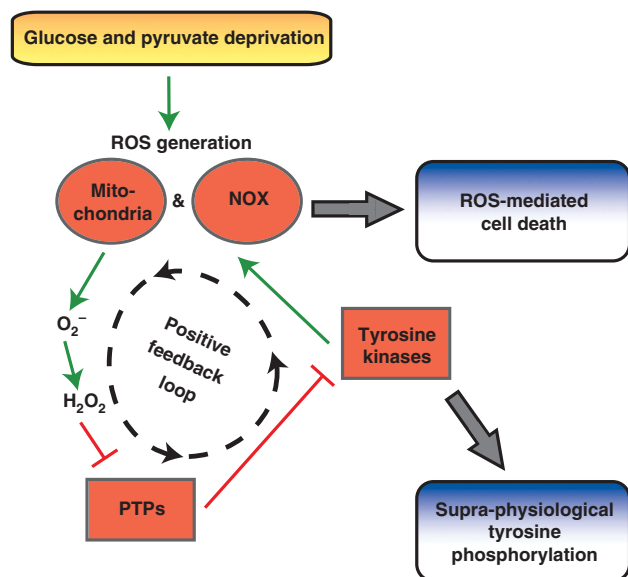 Glucose and pyruvate deprivation
ROS generation
Mito-
chondria
&
NOX
ROS-mediated
cell death
O₂⁻
Positive
feedback
loop
Tyrosine
kinases
H₂O₂
PTPs
Supra-physiological
tyrosine
phosphorylation